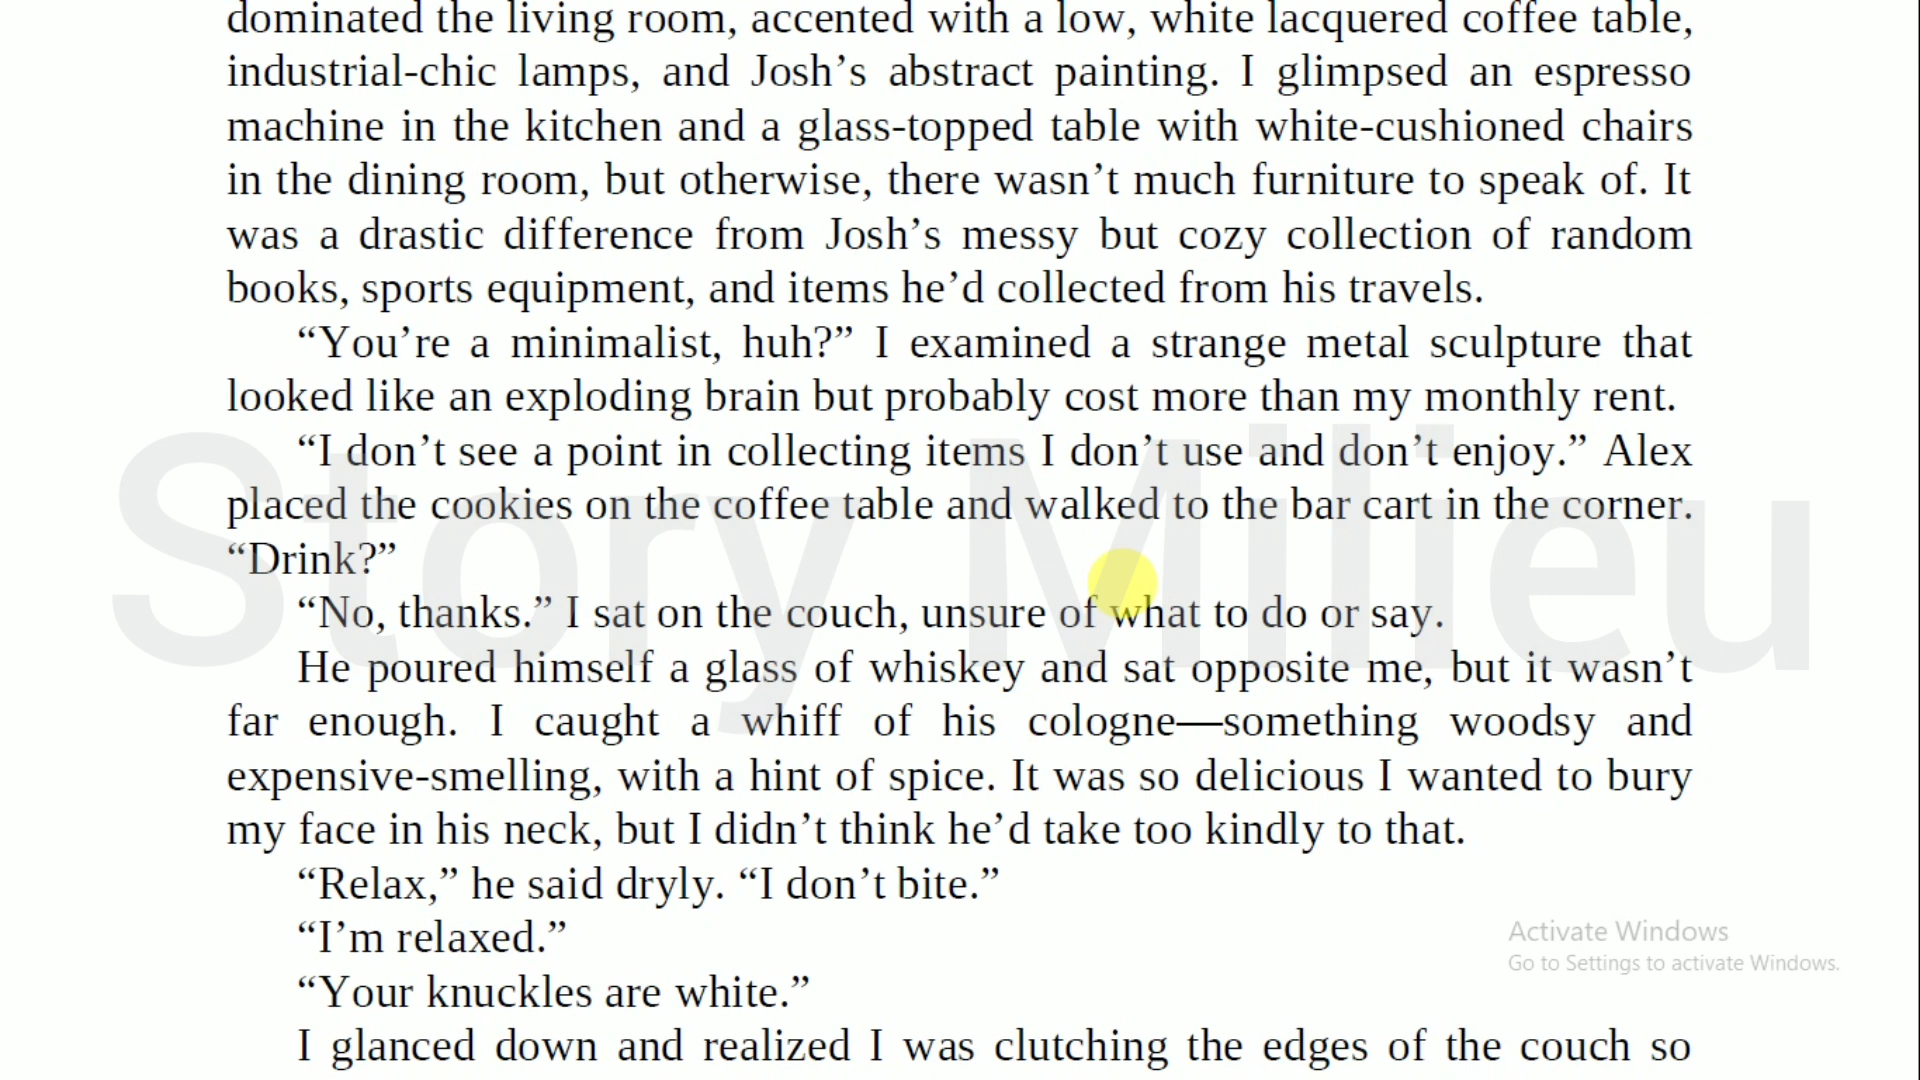 dominated the living room, accented with a low, white lacquered coffee table,
industrial-chic lamps, and Josh’s abstract painting. I glimpsed an espresso
machine in the kitchen and a glass-topped table with white-cushioned chairs
in the dining room, but otherwise, there wasn’t much furniture to speak of. It
was a drastic difference from Josh’s messy but cozy collection of random
books, sports equipment, and items he’d collected from his travels.
“You’re a minimalist, huh?” I examined a strange metal sculpture that
looked like an exploding brain but probably cost more than my monthly rent.
“I don’t see a point in collecting items I don’t use and don’t enjoy.” Alex
placed the cookies on the coffee table and walked to the bar cart in the corner.
“Drink?”
“No, thanks.” I sat on the couch, unsure of what to do or say.
He poured himself a glass of whiskey and sat opposite me, but it wasn’t
far enough. I caught a whiff of his cologne—something woodsy and
expensive-smelling, with a hint of spice. It was so delicious I wanted to bury
my face in his neck, but I didn’t think he’d take too kindly to that.
“Relax,” he said dryly. “I don’t bite.”
“I’m relaxed.”
“Your knuckles are white.”
I glanced down and realized I was clutching the edges of the couch so
Story Milieu
Activate Windows
Go to Settings to activate Windows.